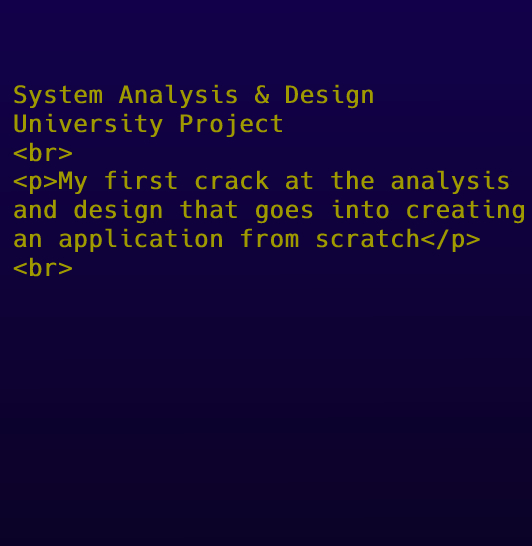 System Analysis & Design
University Project
<br>
<p>My first crack at the analysis
and design that goes into creating
an application from scratch</p>
<br>